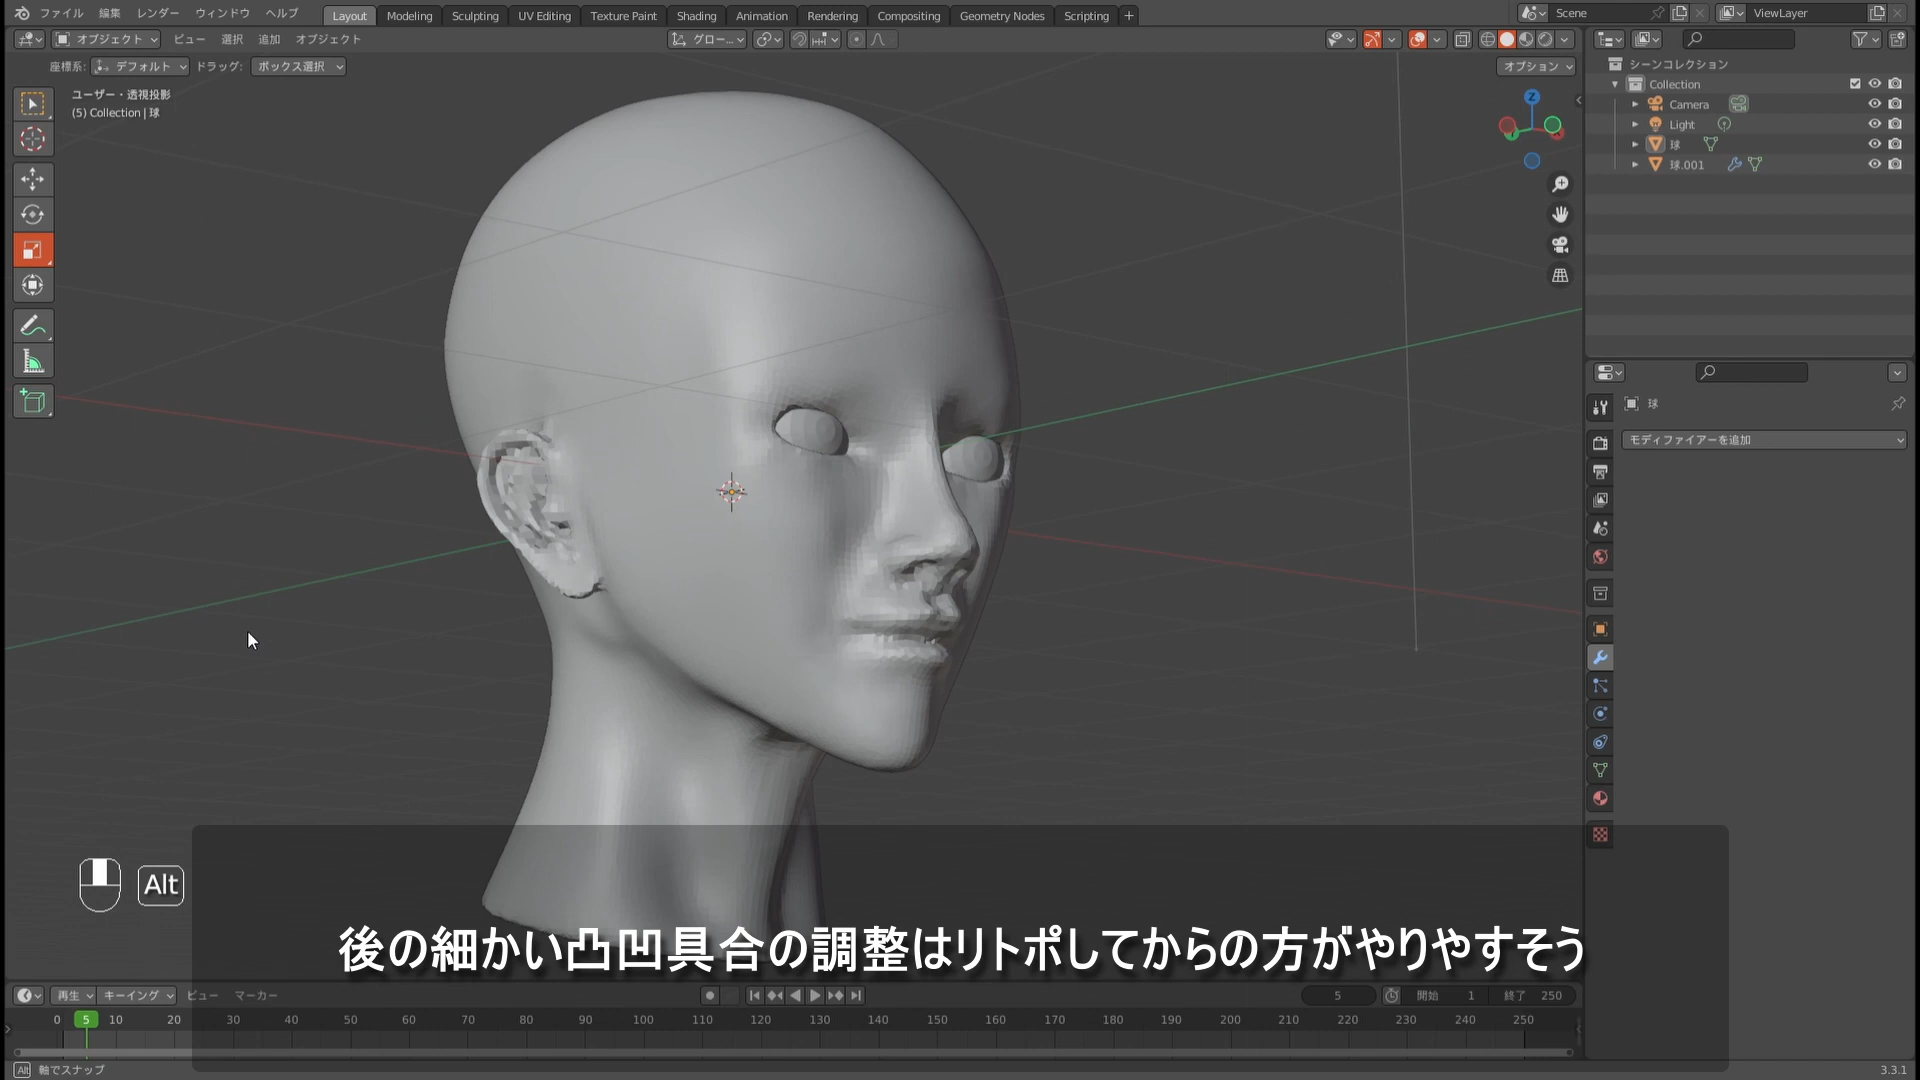 ファイル 編集 レンダー ウィンドウ ヘルプ Layout Modeling Sculpting UV Editing Texture Paint Shading Animation Rendering Compositing Geometry Nodes Scripting + Scene ViewLayer
オブジェクト ビュー 選択 追加 オブジェクト グロー...
座標系: デフォルト ドラッグ: ボックス選択 オプション
ユーザー・透視投影
(5) Collection | 球
Z
シーンコレクション
Collection
Camera
Light
球
球.001
球
モディファイアーを追加
Alt
後の細かい凸凹具合の調整はリトポしてからの方がやりやすそう
再生 キーイング ビュー マーカー 5 開始 1 終了 250
0 5 10 20 30 40 50 60 70 80 90 100 110 120 130 140 150 160 170 180 190 200 210 220 230 240 250
Alt 軸でスナップ 3.3.1